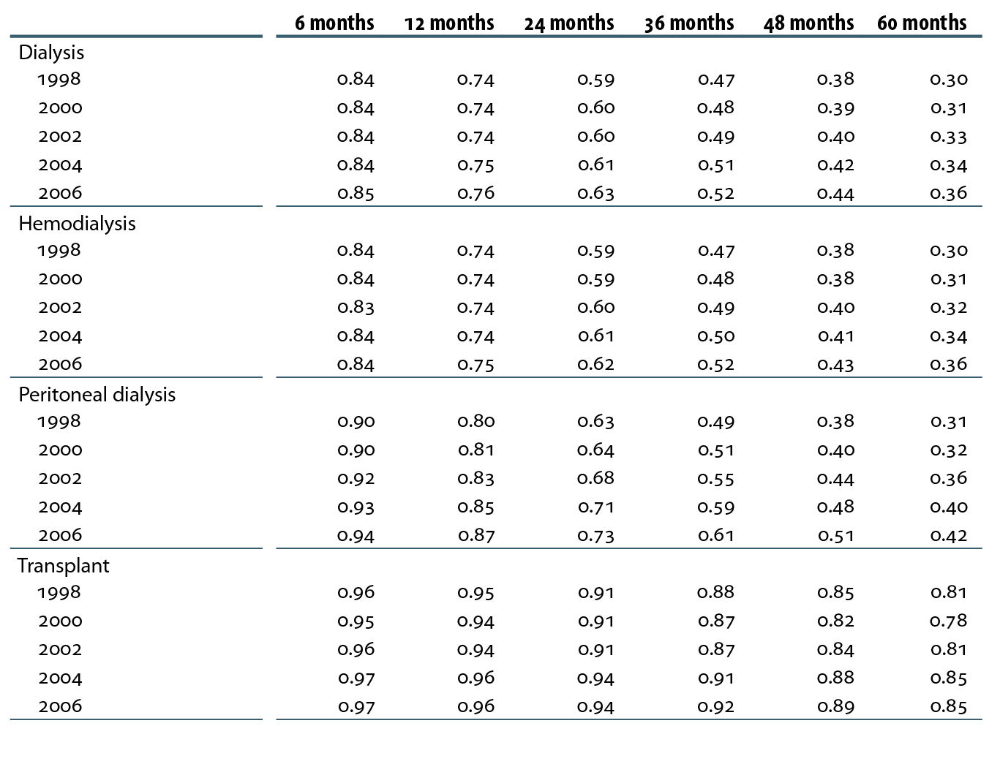 6 months 12 months 24 months 36 months 48 months 60 months
Dialysis
1998 0.84 0.74 0.59 0.47 0.38 0.30
2000 0.84 0.74 0.60 0.48 0.39 0.31
2002 0.84 0.74 0.60 0.49 0.40 0.33
2004 0.84 0.75 0.61 0.51 0.42 0.34
2006 0.85 0.76 0.63 0.52 0.44 0.36
Hemodialysis
1998 0.84 0.74 0.59 0.47 0.38 0.30
2000 0.84 0.74 0.59 0.48 0.38 0.31
2002 0.83 0.74 0.60 0.49 0.40 0.32
2004 0.84 0.74 0.61 0.50 0.41 0.34
2006 0.84 0.75 0.62 0.52 0.43 0.36
Peritoneal dialysis
1998 0.90 0.80 0.63 0.49 0.38 0.31
2000 0.90 0.81 0.64 0.51 0.40 0.32
2002 0.92 0.83 0.68 0.55 0.44 0.36
2004 0.93 0.85 0.71 0.59 0.48 0.40
2006 0.94 0.87 0.73 0.61 0.51 0.42
Transplant
1998 0.96 0.95 0.91 0.88 0.85 0.81
2000 0.95 0.94 0.91 0.87 0.82 0.78
2002 0.96 0.94 0.91 0.87 0.84 0.81
2004 0.97 0.96 0.94 0.91 0.88 0.85
2006 0.97 0.96 0.94 0.92 0.89 0.85